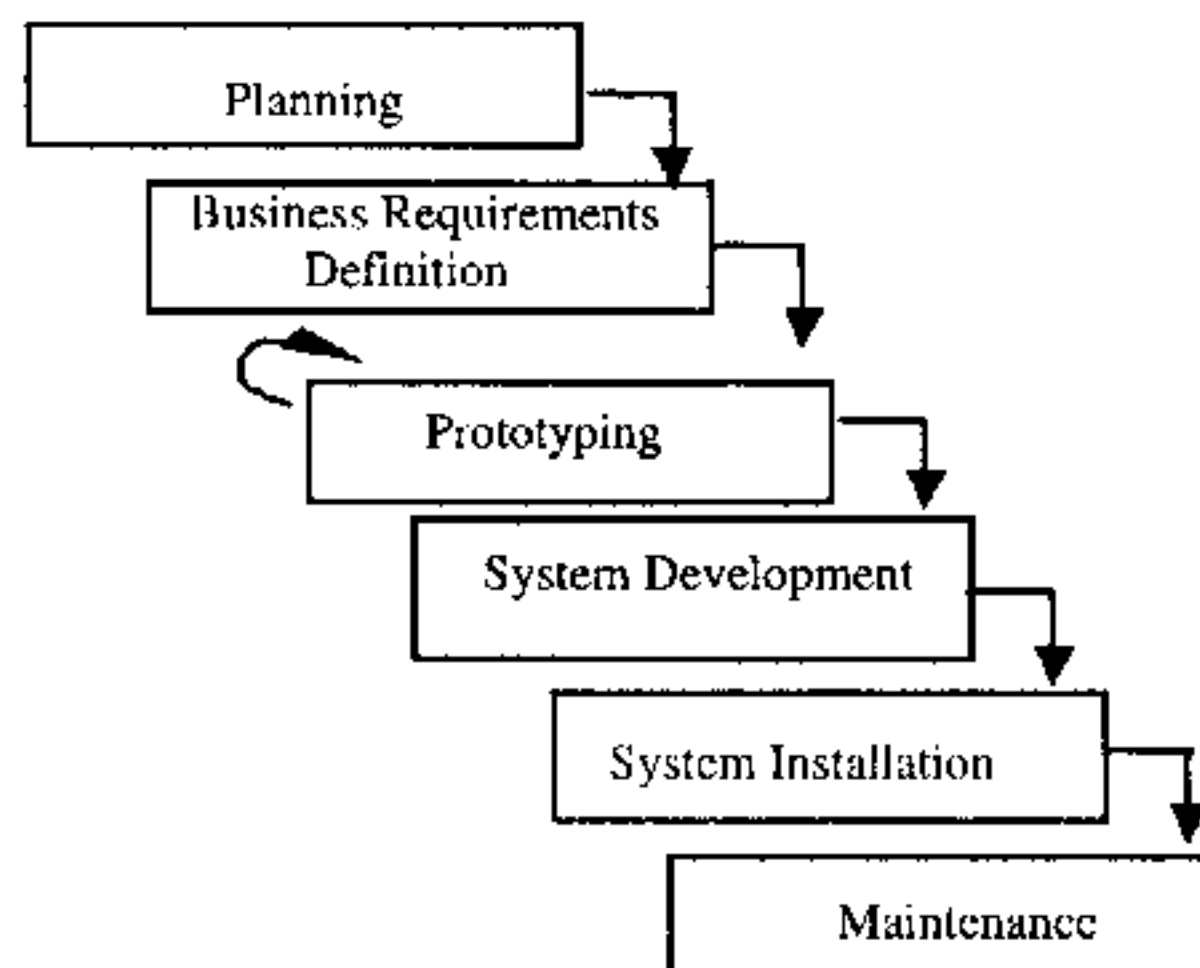 Planning
Business Requirements
Definition
Prototyping
System Development
System Installation
Maintenance